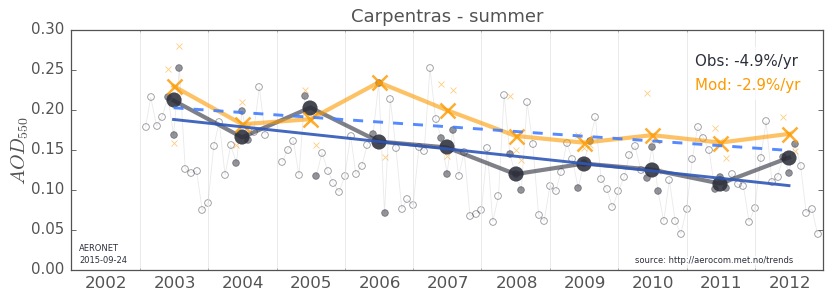 Carpentras - summer
0.30
0.25
0.20
0.15
0.10
0.05
0.00
AOD550
Obs: -4.9%/yr
Mod: -2.9%/yr
AERONET
2015-09-24
source: http://aerocom.met.no/trends
2002 2003 2004 2005 2006 2007 2008 2009 2010 2011 2012